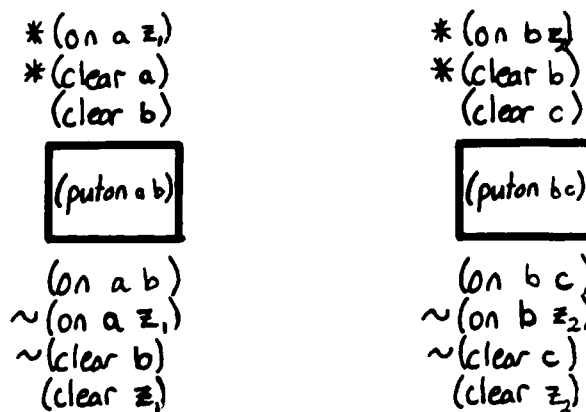 *(on a z₁)
*(clear a)
(clear b)
(puton a b)
(on a b)
~(on a z₁)
~(clear b)
(clear z₁)
*(on b z₂)
*(clear b)
(clear c)
(puton b c)
(on b c)
~(on b z₂)
~(clear c)
(clear z₂)